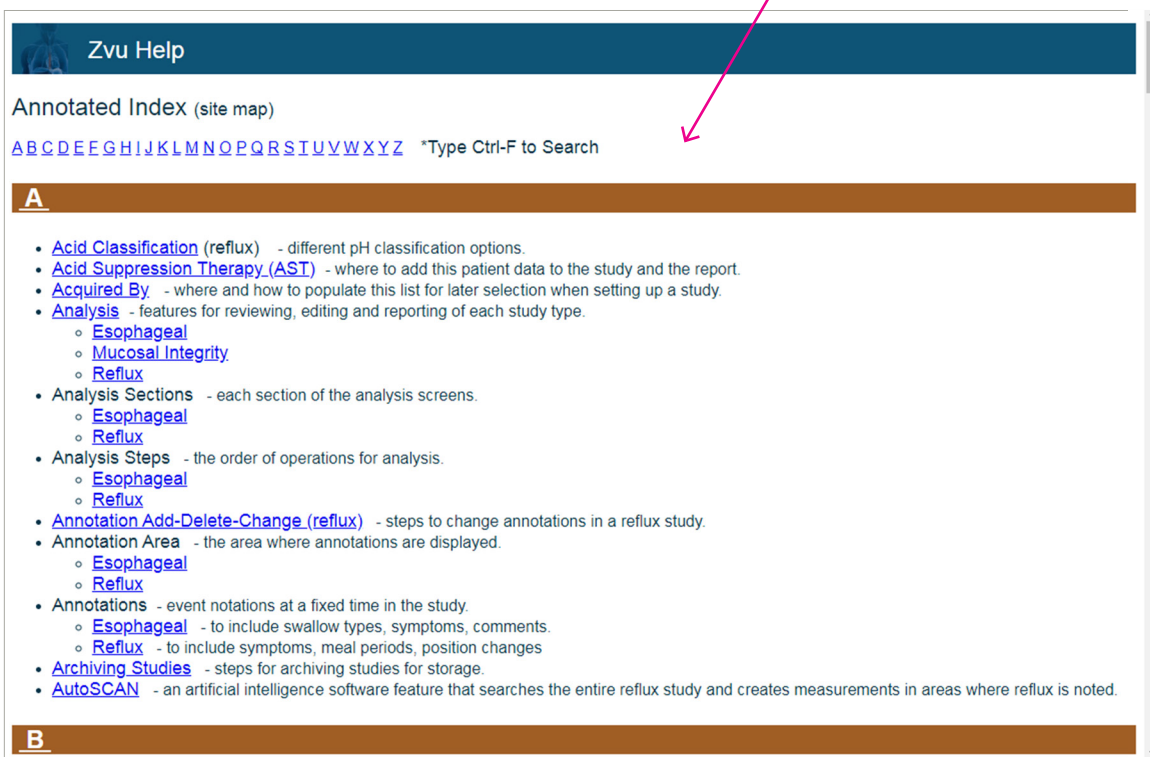 Zvu Help
Annotated Index (site map)
A B C D E F G H I J K L M N O P Q R S T U V W X Y Z *Type Ctrl-F to Search
A
• Acid Classification (reflux) - different pH classification options.
• Acid Suppression Therapy (AST) - where to add this patient data to the study and the report.
• Acquired By - where and how to populate this list for later selection when setting up a study.
• Analysis - features for reviewing, editing and reporting of each study type.
◦ Esophageal
◦ Mucosal Integrity
◦ Reflux
• Analysis Sections - each section of the analysis screens.
◦ Esophageal
◦ Reflux
• Analysis Steps - the order of operations for analysis.
◦ Esophageal
◦ Reflux
• Annotation Add-Delete-Change (reflux) - steps to change annotations in a reflux study.
• Annotation Area - the area where annotations are displayed.
◦ Esophageal
◦ Reflux
• Annotations - event notations at a fixed time in the study.
◦ Esophageal - to include swallow types, symptoms, comments.
◦ Reflux - to include symptoms, meal periods, position changes
• Archiving Studies - steps for archiving studies for storage.
• AutoSCAN - an artificial intelligence software feature that searches the entire reflux study and creates measurements in areas where reflux is noted.
B